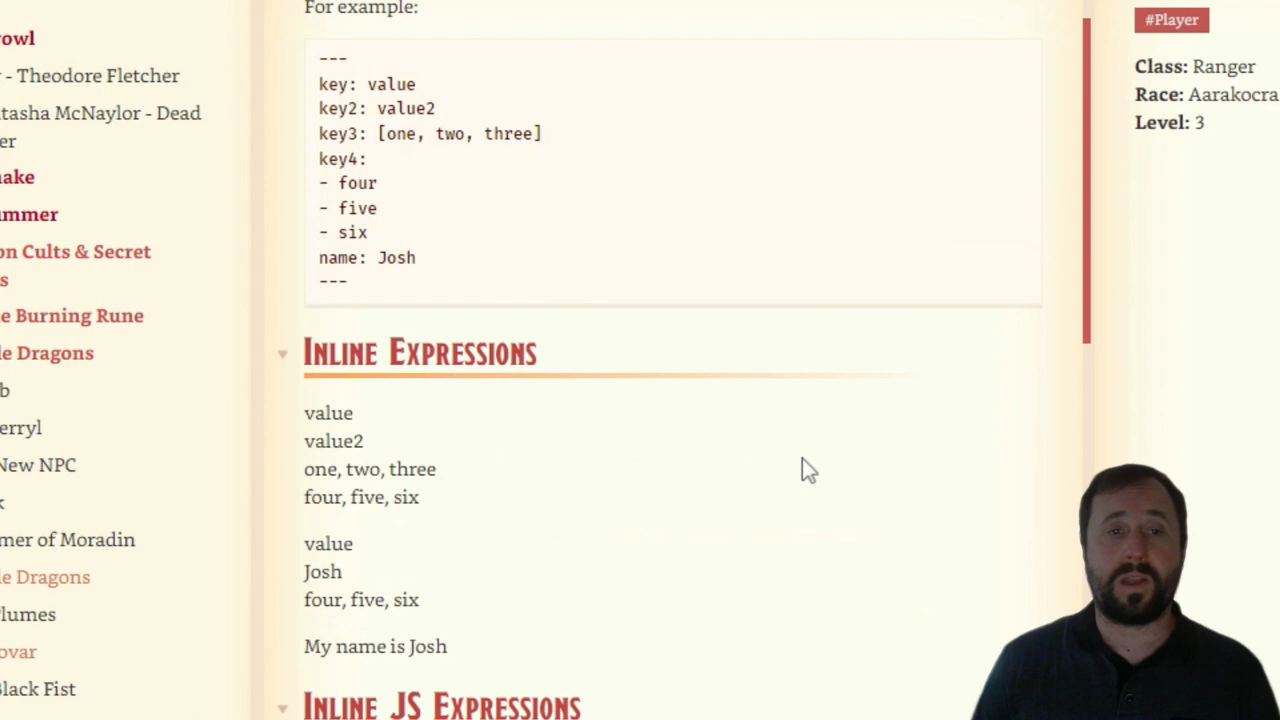 owl
- Theodore Fletcher
tasha McNaylor - Dead
er
ake
mmer
on Cults & Secret
s
e Burning Rune
le Dragons
b
erryl
New NPC
k
mer of Moradin
le Dragons
Plumes
ovar
Black Fist
For example:
---
key: value
key2: value2
key3: [one, two, three]
key4:
- four
- five
- six
name: Josh
---
Inline Expressions
value
value2
one, two, three
four, five, six
value
Josh
four, five, six
My name is Josh
Inline JS Expressions
#Player
Class: Ranger
Race: Aarakocra
Level: 3